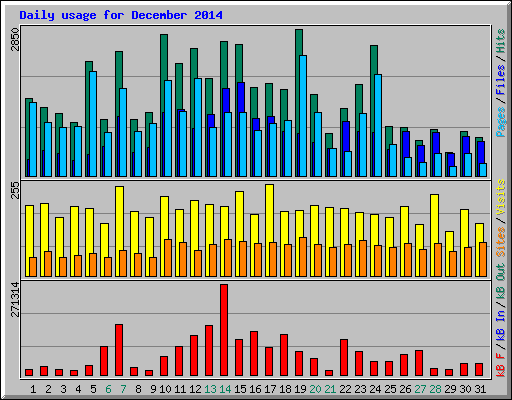 Daily usage for December 2014
2850
Pages / Files / Hits
255
Sites / Visits
271314
kB F / kB In / kB Out
1 2 3 4 5 6 7 8 9 10 11 12 13 14 15 16 17 18 19 20 21 22 23 24 25 26 27 28 29 30 31